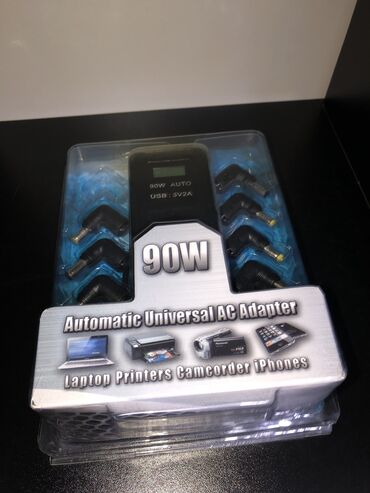 90W AUTO
USB : 5V2A
90W
Automatic Universal AC Adapter
Laptop Printers Camcorder iPhones